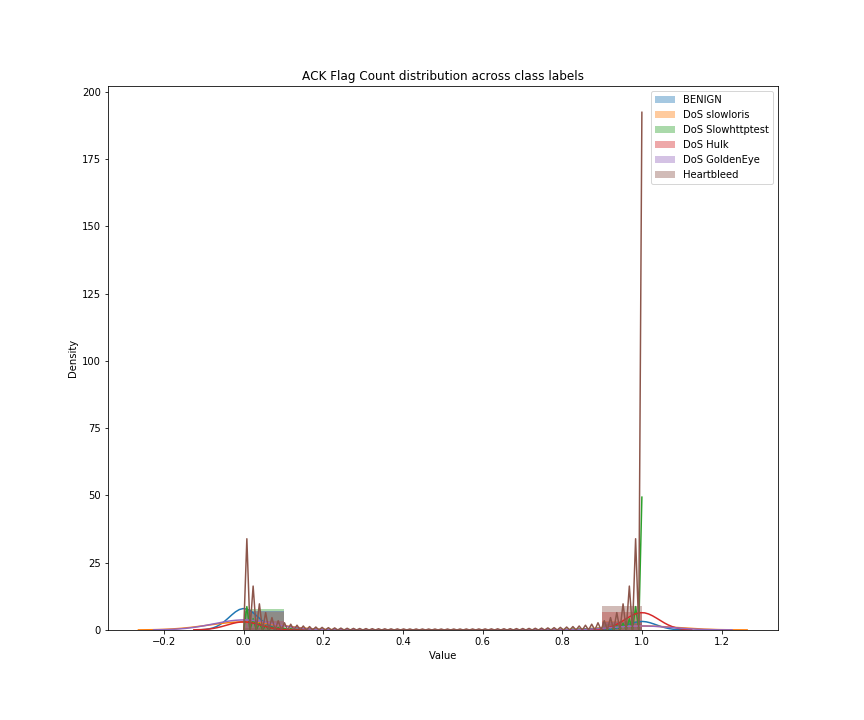 ACK Flag Count distribution across class labels
200
175
150
125
100
75
50
25
0
Density
BENIGN
DoS slowloris
DoS Slowhttptest
DoS Hulk
DoS GoldenEye
Heartbleed
−0.2 0.0 0.2 0.4 0.6 0.8 1.0 1.2
Value